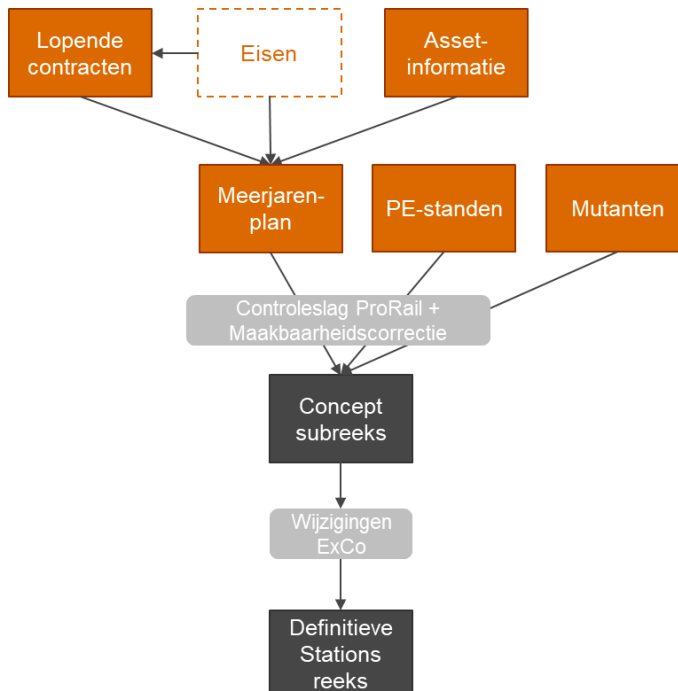 Lopende
contracten
Eisen
Asset-
informatie
Meerjaren-
plan
PE-standen
Mutanten
Controleslag ProRail +
Maakbaarheidscorrectie
Concept
subreeks
Wijzigingen
ExCo
Definitieve
Stations
reeks